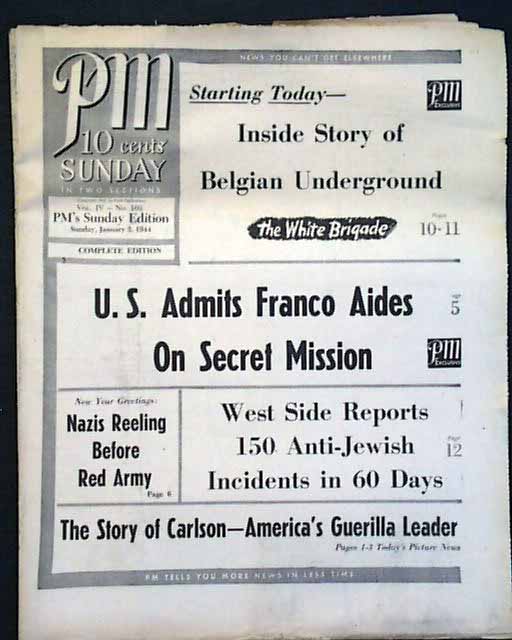 NEWS YOU CAN'T GET ELSEWHERE
PM
10 cents
SUNDAY
IN TWO SECTIONS
PM's Sunday Edition
Sunday, January 2, 1944
COMPLETE EDITION
Starting Today—
PM
EXCLUSIVE
Inside Story of
Belgian Underground
The White Brigade
Pages
10-11
U. S. Admits Franco Aides
On Secret Mission
Page
5
PM
EXCLUSIVE
New Year Greetings:
Nazis Reeling
Before
Red Army
Page 6
West Side Reports
150 Anti-Jewish
Incidents in 60 Days
Page
12
The Story of Carlson—America's Guerilla Leader
Pages 1-3 Today's Picture News
PM TELLS YOU MORE NEWS IN LESS TIME